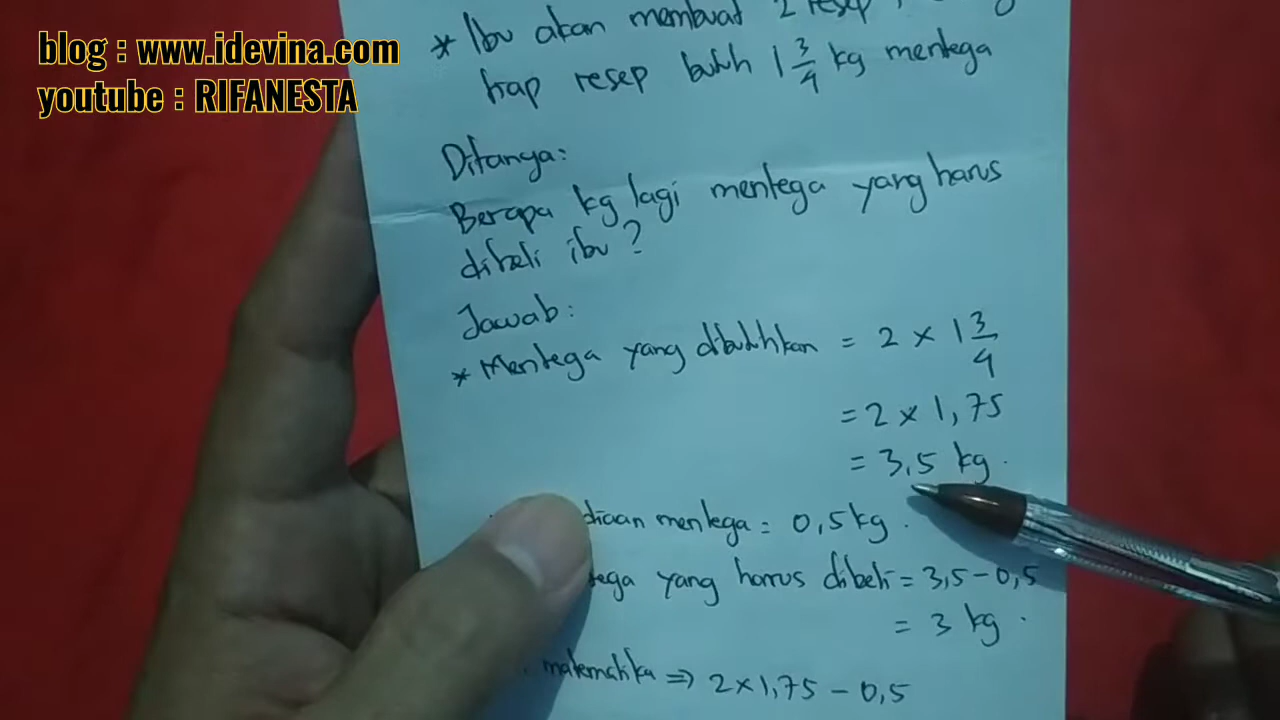 blog : www.idevina.com
youtube : RIFANESTA
* Ibu akan membuat 2 resep,
tiap resep butuh 1 3/4 kg mentega
Ditanya:
Berapa kg lagi mentega yang harus
dibeli ibu?
Jawab:
* Mentega yang dibutuhkan = 2 × 1 3/4
= 2 × 1,75
= 3,5 kg.
diaan mentega = 0,5 kg.
tega yang harus dibeli = 3,5 - 0,5
= 3 kg.
matematika ⇒ 2×1,75 - 0,5